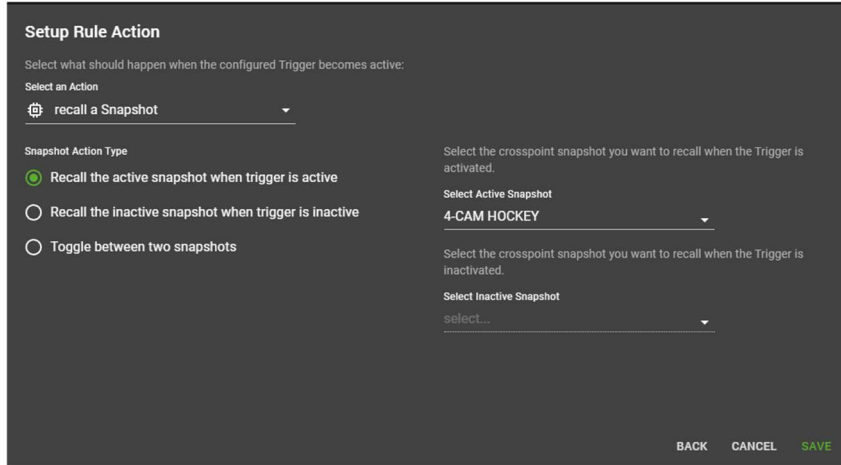 Setup Rule Action
Select what should happen when the configured Trigger becomes active:
Select an Action
recall a Snapshot
Snapshot Action Type
Recall the active snapshot when trigger is active
Recall the inactive snapshot when trigger is inactive
Toggle between two snapshots
Select the crosspoint snapshot you want to recall when the Trigger is
activated.
Select Active Snapshot
4-CAM HOCKEY
Select the crosspoint snapshot you want to recall when the Trigger is
inactivated.
Select Inactive Snapshot
select...
BACK CANCEL SAVE